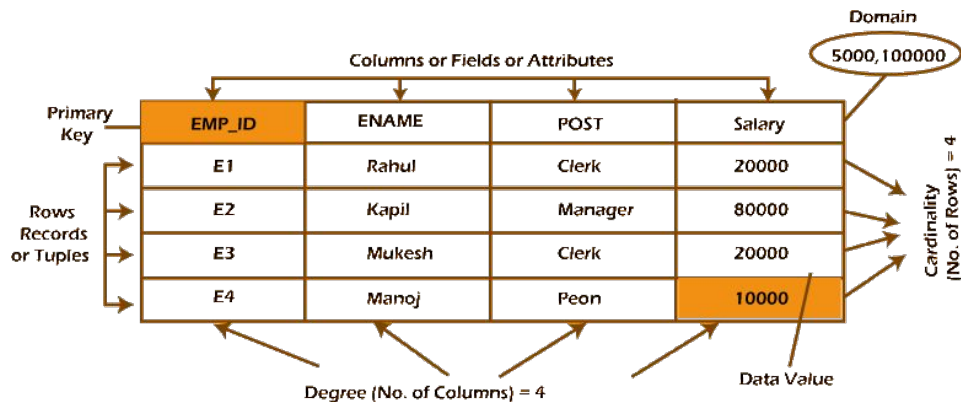 Domain
5000,100000
Columns or Fields or Attributes
Primary
Key
EMP_ID ENAME POST Salary
E1 Rahul Clerk 20000
E2 Kapil Manager 80000
E3 Mukesh Clerk 20000
E4 Manoj Peon 10000
Rows
Records
or Tuples
Cardinality
(No. of Rows) = 4
Degree (No. of Columns) = 4
Data Value